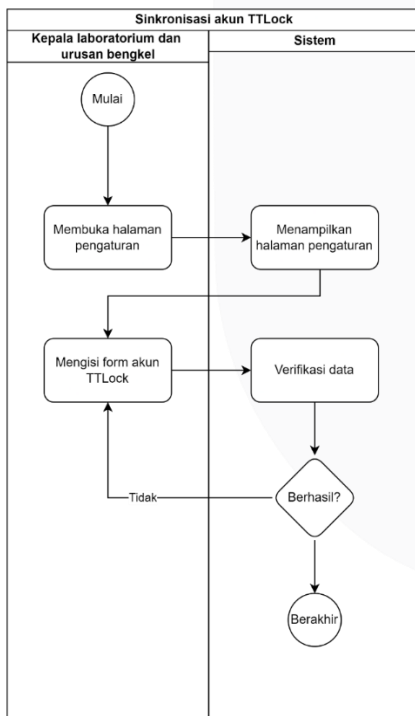 Sinkronisasi akun TTLock
Kepala laboratorium dan
urusan bengkel
Sistem
Mulai
Membuka halaman
pengaturan
Menampilkan
halaman pengaturan
Mengisi form akun
TTLock
Verifikasi data
Berhasil?
Tidak
Berakhir